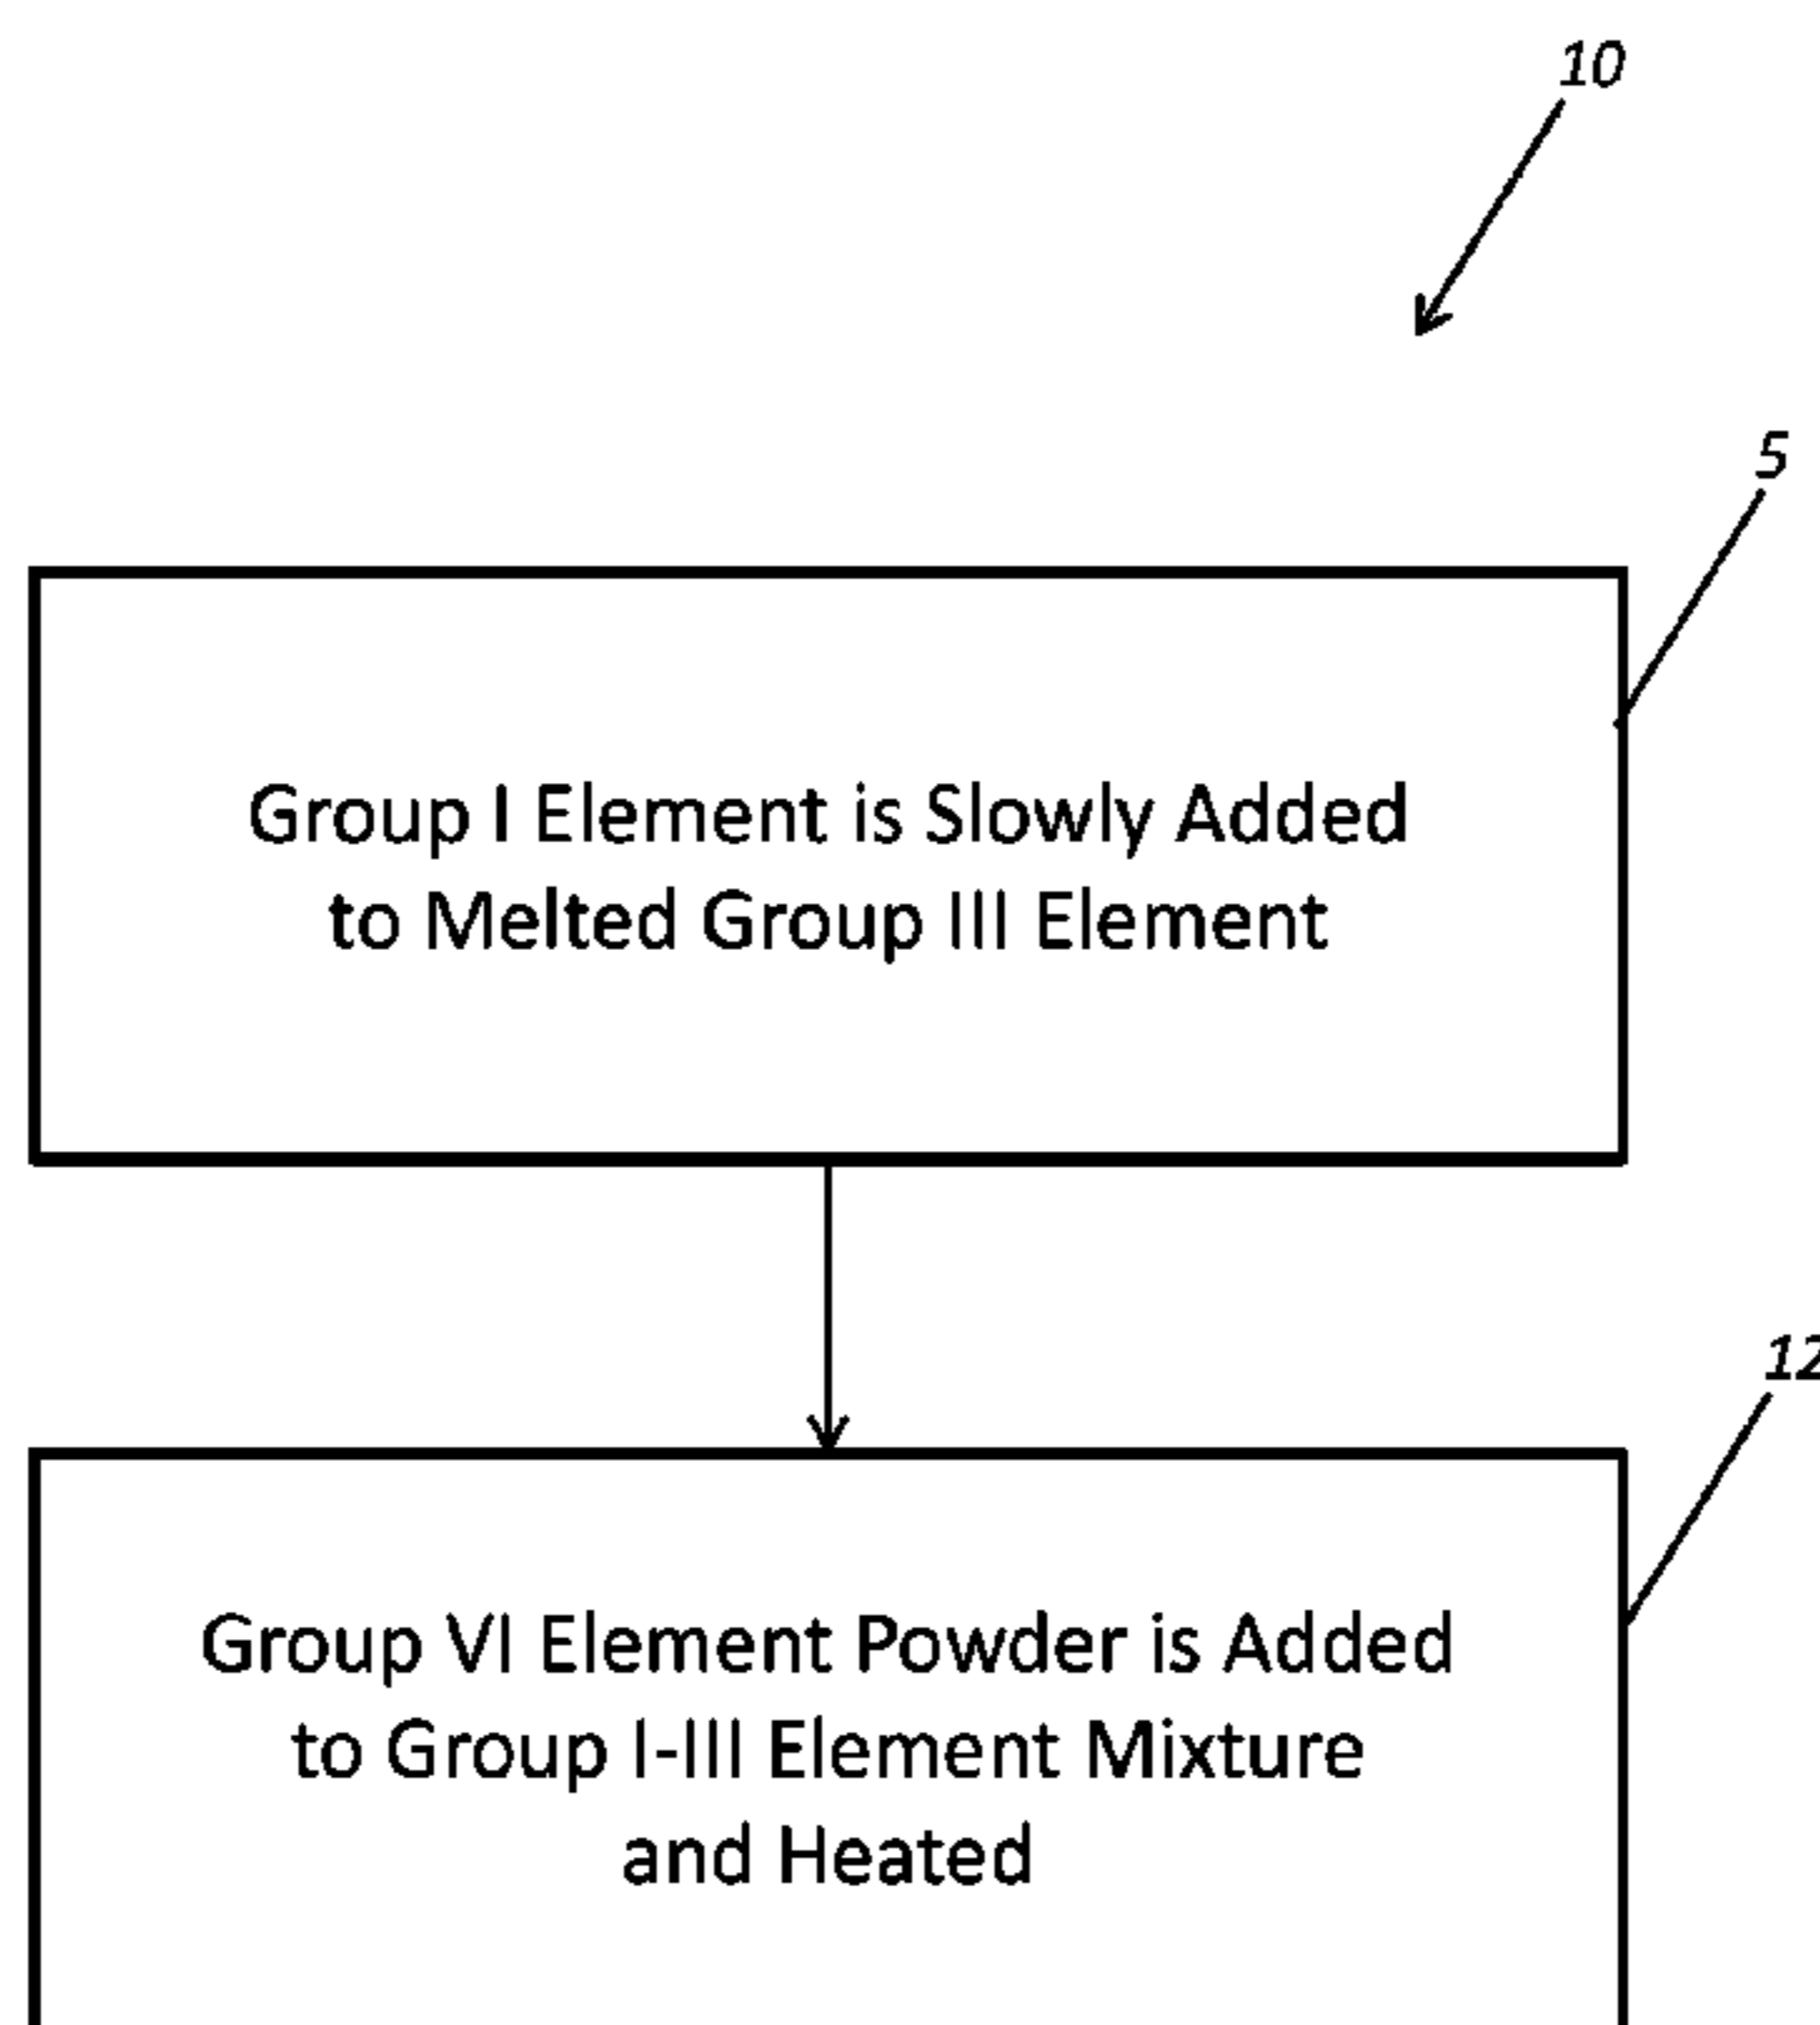 10
5
Group I Element is Slowly Added
to Melted Group III Element
12
Group VI Element Powder is Added
to Group I-III Element Mixture
and Heated